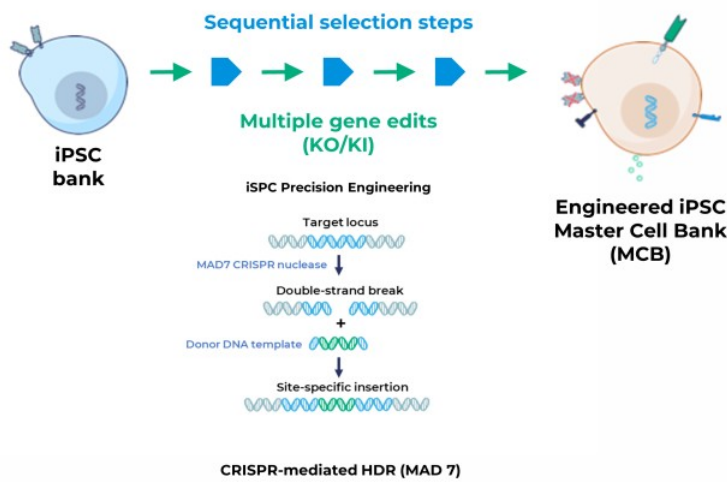 Sequential selection steps
Multiple gene edits
(KO/KI)
iPSC
bank
Engineered iPSC
Master Cell Bank
(MCB)
iSPC Precision Engineering
Target locus
MAD7 CRISPR nuclease
Double-strand break
+
Donor DNA template
Site-specific insertion
CRISPR-mediated HDR (MAD 7)